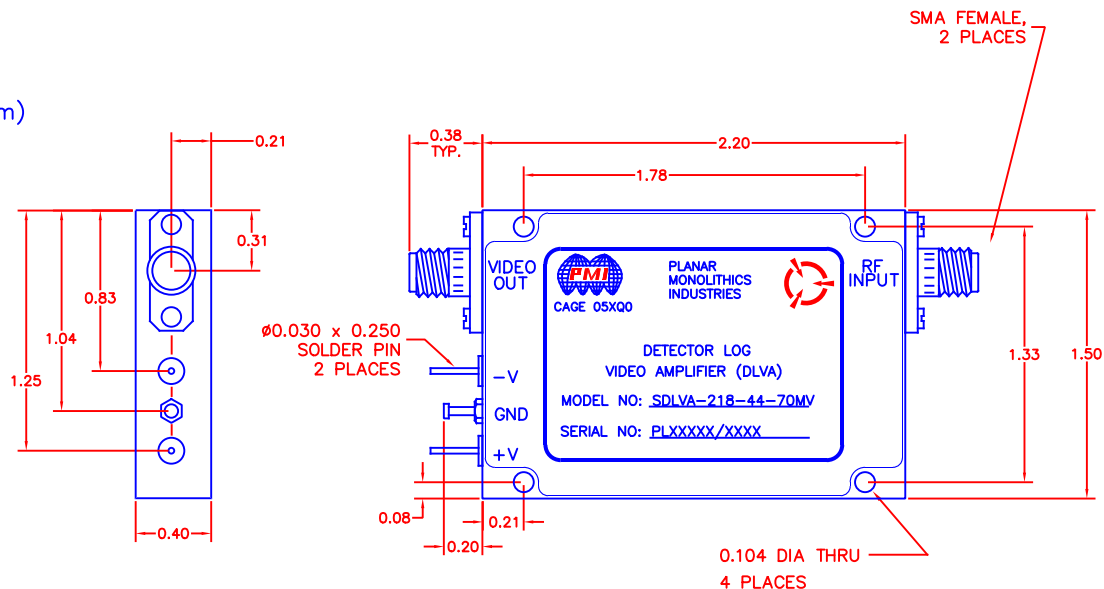 SMA FEMALE,
2 PLACES
m)
0.21
0.38
TYP.
2.20
1.78
0.31
0.83
1.04
1.25
0.40
VIDEO
OUT
PMI
CAGE 05XQ0
PLANAR
MONOLITHICS
INDUSTRIES
RF
INPUT
Ø0.030 x 0.250
SOLDER PIN
2 PLACES
-V
GND
+V
DETECTOR LOG
VIDEO AMPLIFIER (DLVA)
MODEL NO: SDLVA-218-44-70MV
SERIAL NO: PLXXXXX/XXXX
1.33
1.50
0.08
0.21
0.20
0.104 DIA THRU
4 PLACES